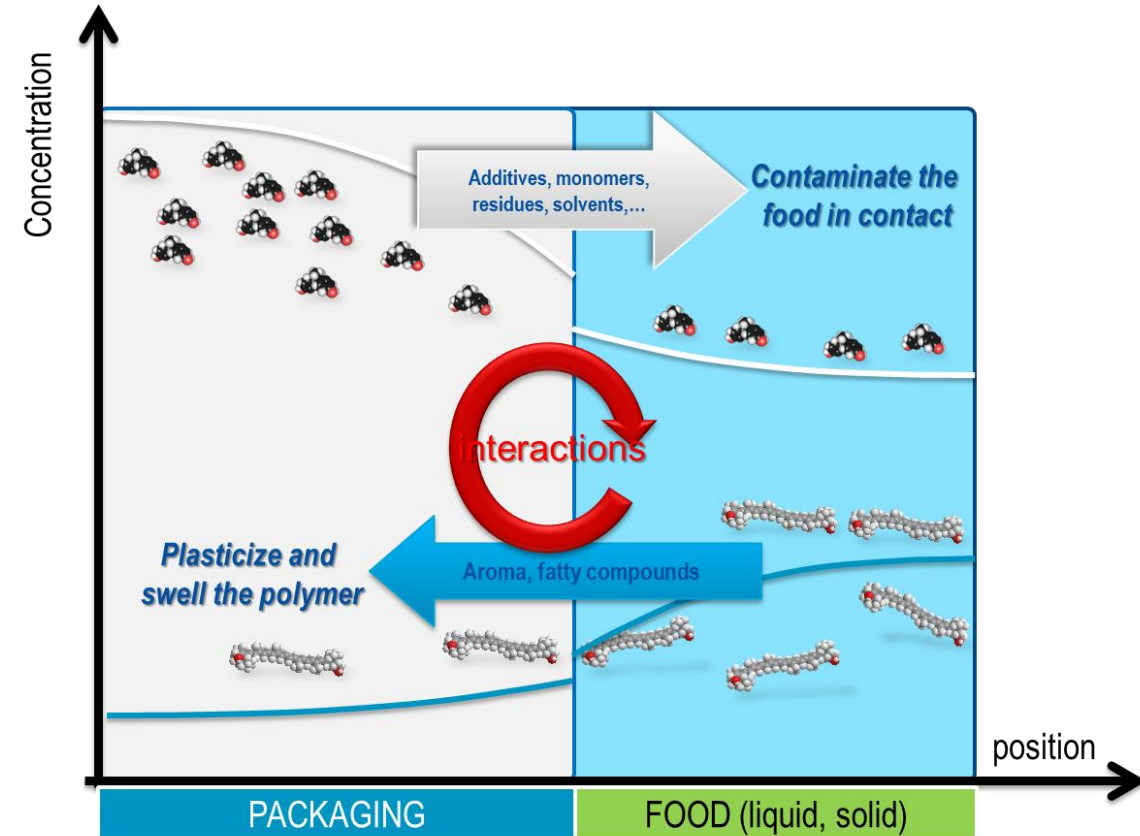 Concentration
Additives, monomers,
residues, solvents,...
Contaminate the
food in contact
interactions
Plasticize and
swell the polymer
Aroma, fatty compounds
position
PACKAGING
FOOD (liquid, solid)